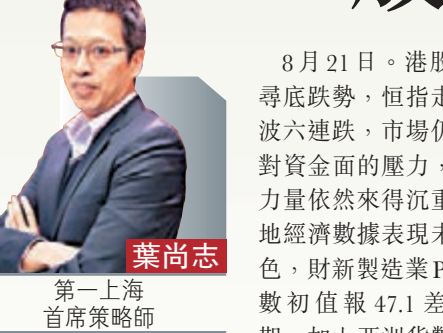 葉尚志
第一上海
首席策略師
8月21日。港股
尋底跌勢,恒指走
波六連跌,市場仍
對資金面的壓力,
力量依然來得沉重
地經濟數據表現未
色,財新製造業P
數初值報 47.1 差